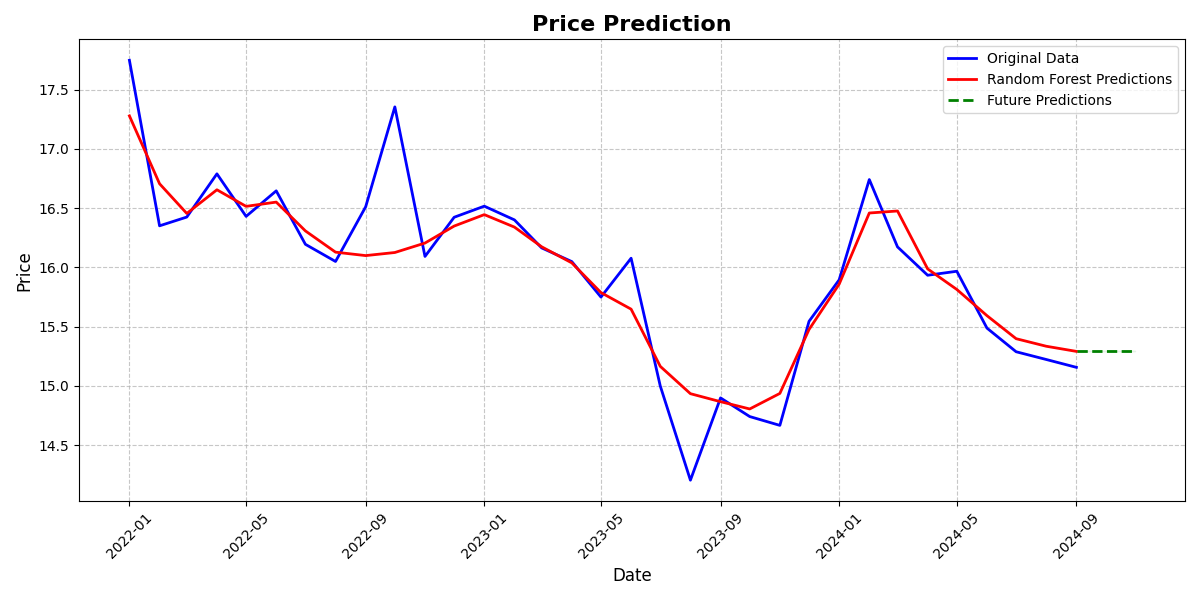 Price Prediction
Original Data
Random Forest Predictions
Future Predictions
Price
17.5
17.0
16.5
16.0
15.5
15.0
14.5
2022-01
2022-05
2022-09
2023-01
2023-05
2023-09
2024-01
2024-05
2024-09
Date